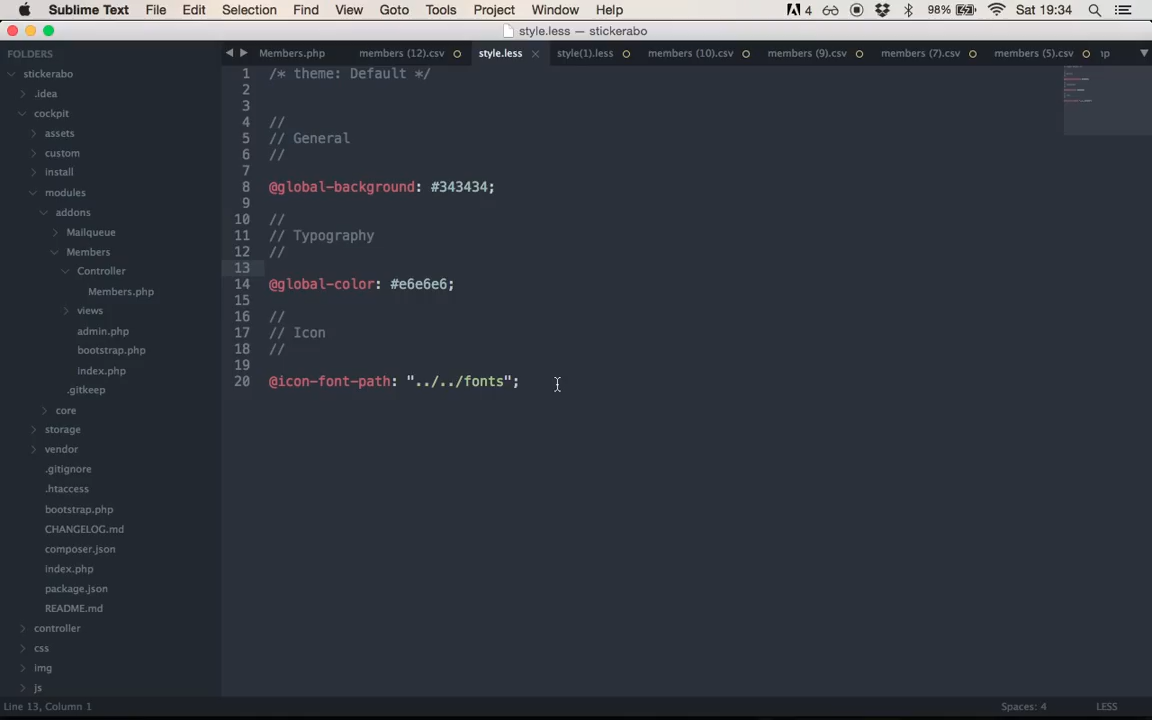 Sublime Text File Edit Selection Find View Goto Tools Project Window Help 4 98% Sat 19:34
style.less — stickerabo
FOLDERS
stickerabo
.idea
cockpit
assets
custom
install
modules
addons
Mailqueue
Members
Controller
Members.php
views
admin.php
bootstrap.php
index.php
.gitkeep
core
storage
vendor
.gitignore
.htaccess
bootstrap.php
CHANGELOG.md
composer.json
index.php
package.json
README.md
controller
css
img
js
Members.php members (12).csv style.less style(1).less members (10).csv members (9).csv members (7).csv members (5).csv
1 /* theme: Default */
2
3
4 //
5 // General
6 //
7
8 @global-background: #343434;
9
10 //
11 // Typography
12 //
13
14 @global-color: #e6e6e6;
15
16 //
17 // Icon
18 //
19
20 @icon-font-path: "../../fonts";
Line 13, Column 1 Spaces: 4 LESS